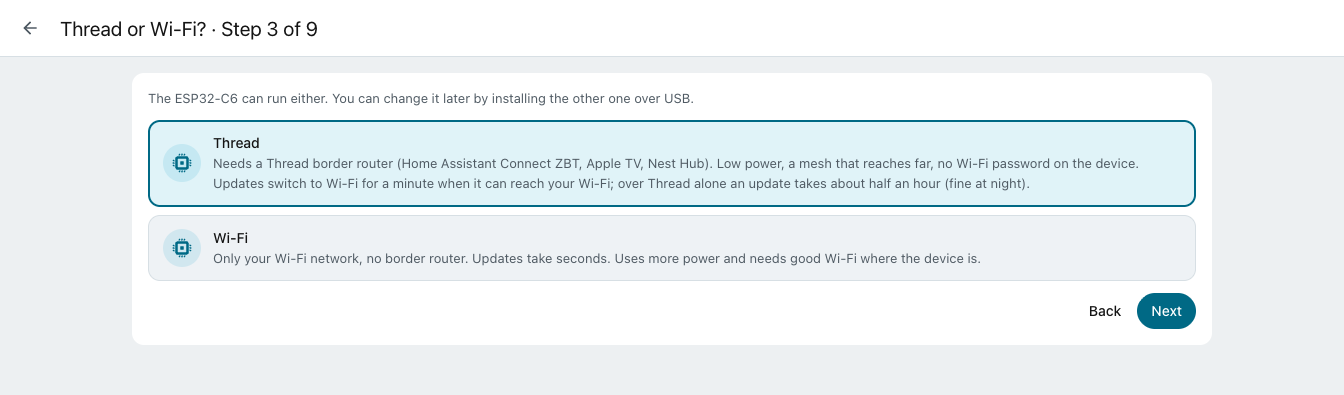 Thread or Wi-Fi? · Step 3 of 9
The ESP32-C6 can run either. You can change it later by installing the other one over USB.
Thread
Needs a Thread border router (Home Assistant Connect ZBT, Apple TV, Nest Hub). Low power, a mesh that reaches far, no Wi-Fi password on the device.
Updates switch to Wi-Fi for a minute when it can reach your Wi-Fi; over Thread alone an update takes about half an hour (fine at night).
Wi-Fi
Only your Wi-Fi network, no border router. Updates take seconds. Uses more power and needs good Wi-Fi where the device is.
Back Next